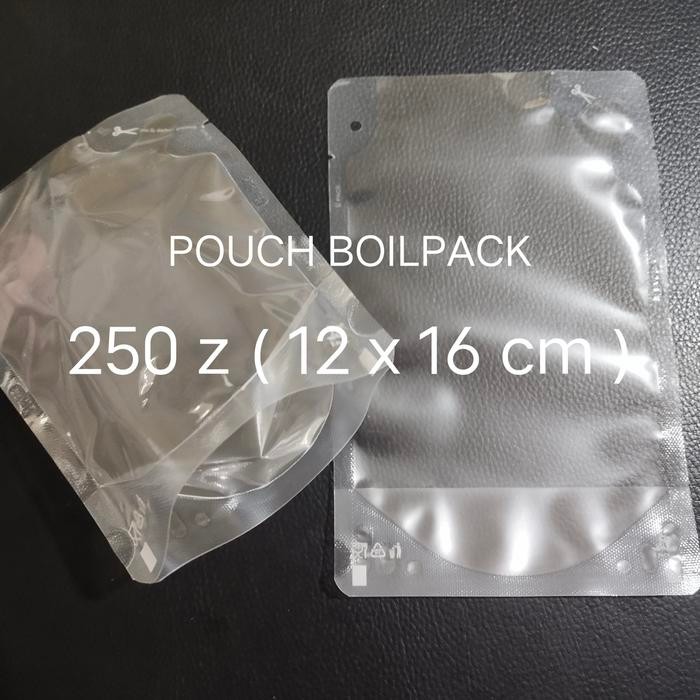 POUCH BOILPACK
250 z ( 12 x 16 cm )